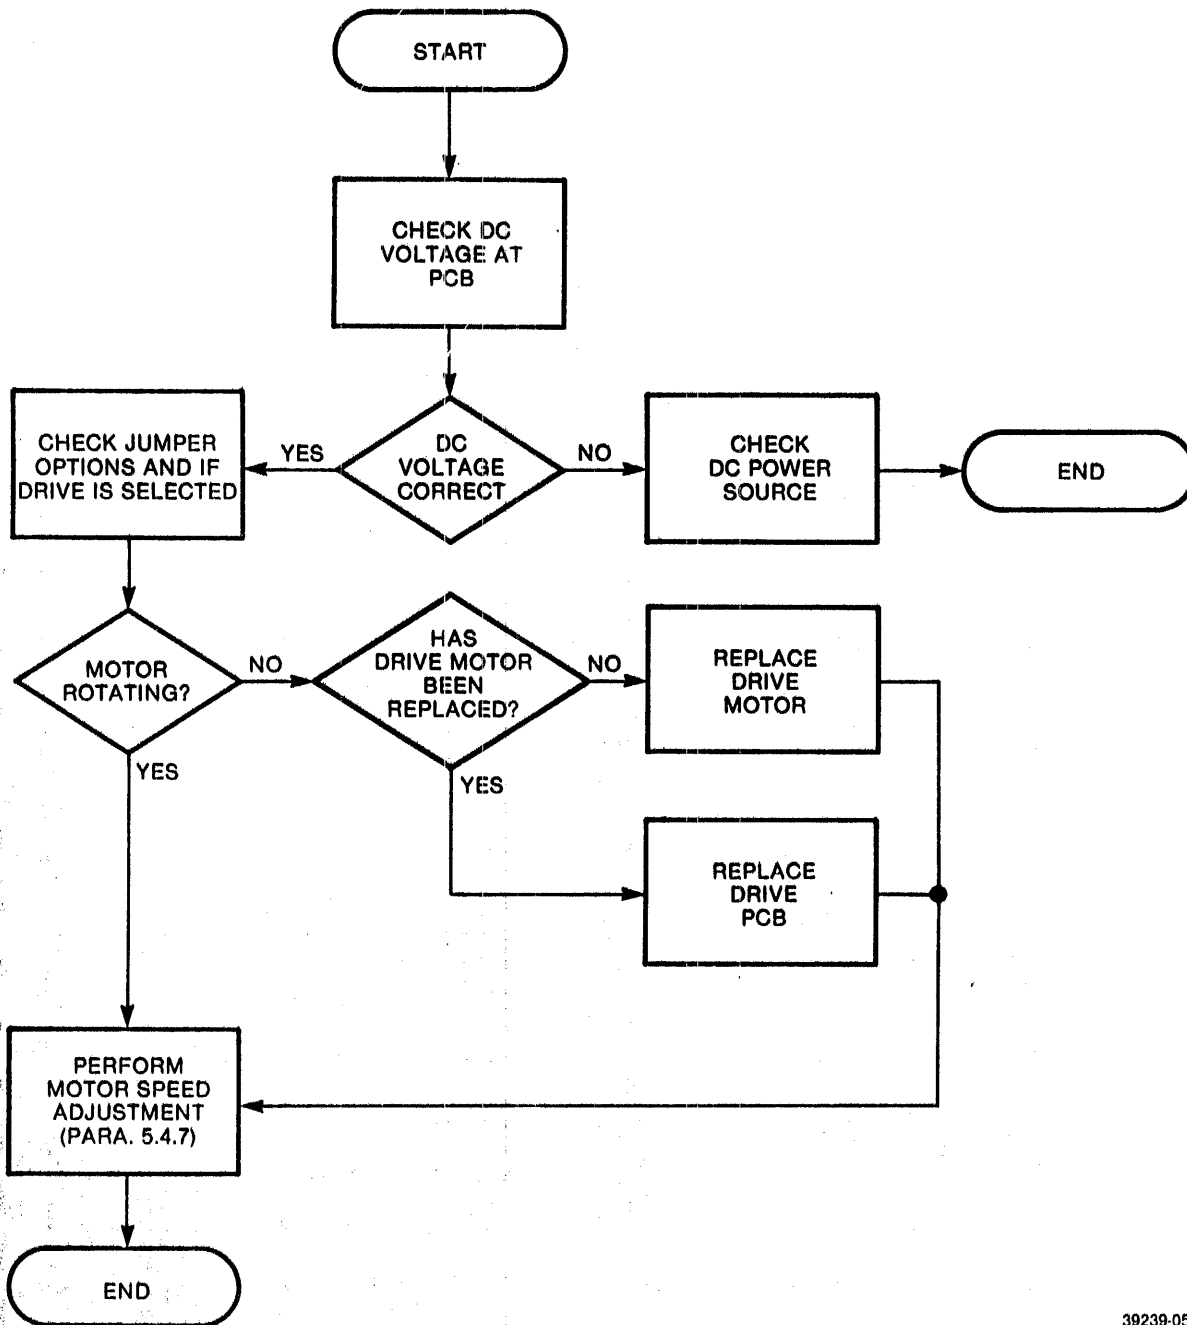 START
CHECK DC
VOLTAGE AT
PCB
CHECK JUMPER
OPTIONS AND IF
DRIVE IS SELECTED
YES
DC
VOLTAGE
CORRECT
NO
CHECK
DC POWER
SOURCE
END
MOTOR
ROTATING?
NO
HAS
DRIVE MOTOR
BEEN
REPLACED?
NO
REPLACE
DRIVE
MOTOR
YES
YES
REPLACE
DRIVE
PCB
PERFORM
MOTOR SPEED
ADJUSTMENT
(PARA. 5.4.7)
END
39239-05